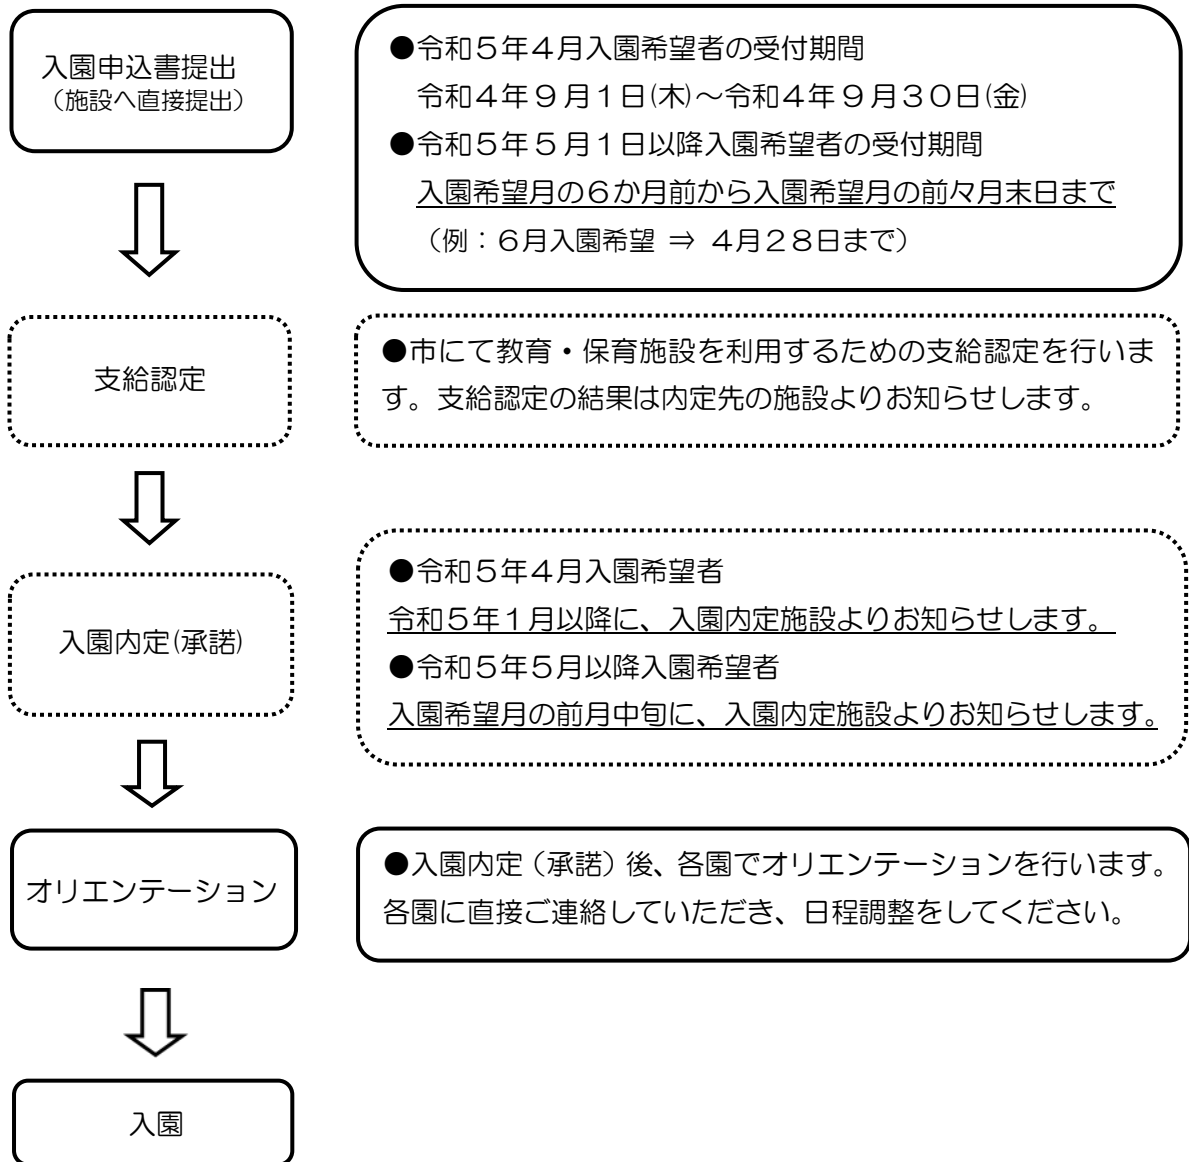 入園申込書提出
（施設へ直接提出）
●令和５年４月入園希望者の受付期間
令和４年９月１日(木)～令和４年９月３０日(金)
●令和５年５月１日以降入園希望者の受付期間
入園希望月の６か月前から入園希望月の前々月末日まで
（例：６月入園希望 ⇒ ４月２８日まで）
支給認定
●市にて教育・保育施設を利用するための支給認定を行いま
す。支給認定の結果は内定先の施設よりお知らせします。
入園内定(承諾)
●令和５年４月入園希望者
令和５年１月以降に、入園内定施設よりお知らせします。
●令和５年５月以降入園希望者
入園希望月の前月中旬に、入園内定施設よりお知らせします。
オリエンテーション
●入園内定（承諾）後、各園でオリエンテーションを行います。
各園に直接ご連絡していただき、日程調整をしてください。
入園